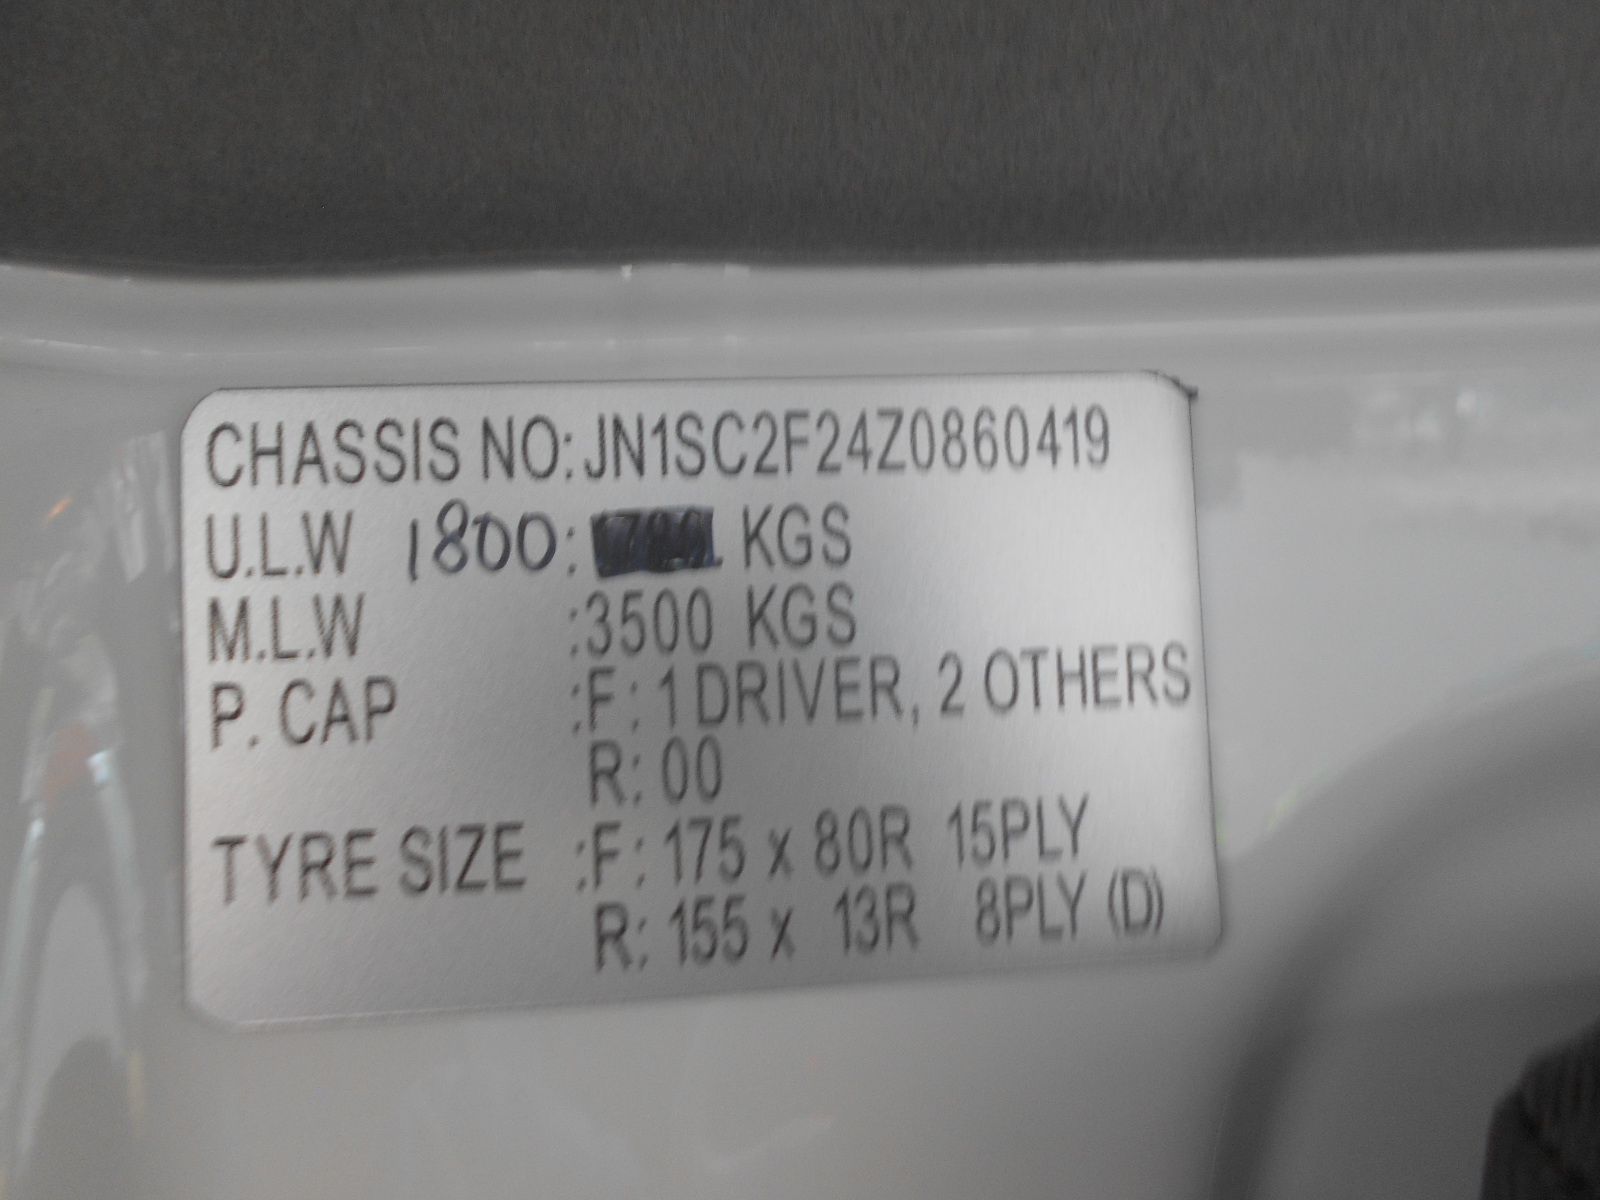 CHASSIS NO: JN1SC2F24Z0860419
U.L.W 1800: KGS
M.L.W :3500 KGS
P. CAP :F: 1 DRIVER, 2 OTHERS
R: 00
TYRE SIZE :F: 175 x 80R 15PLY
R: 155 x 13R 8PLY (D)